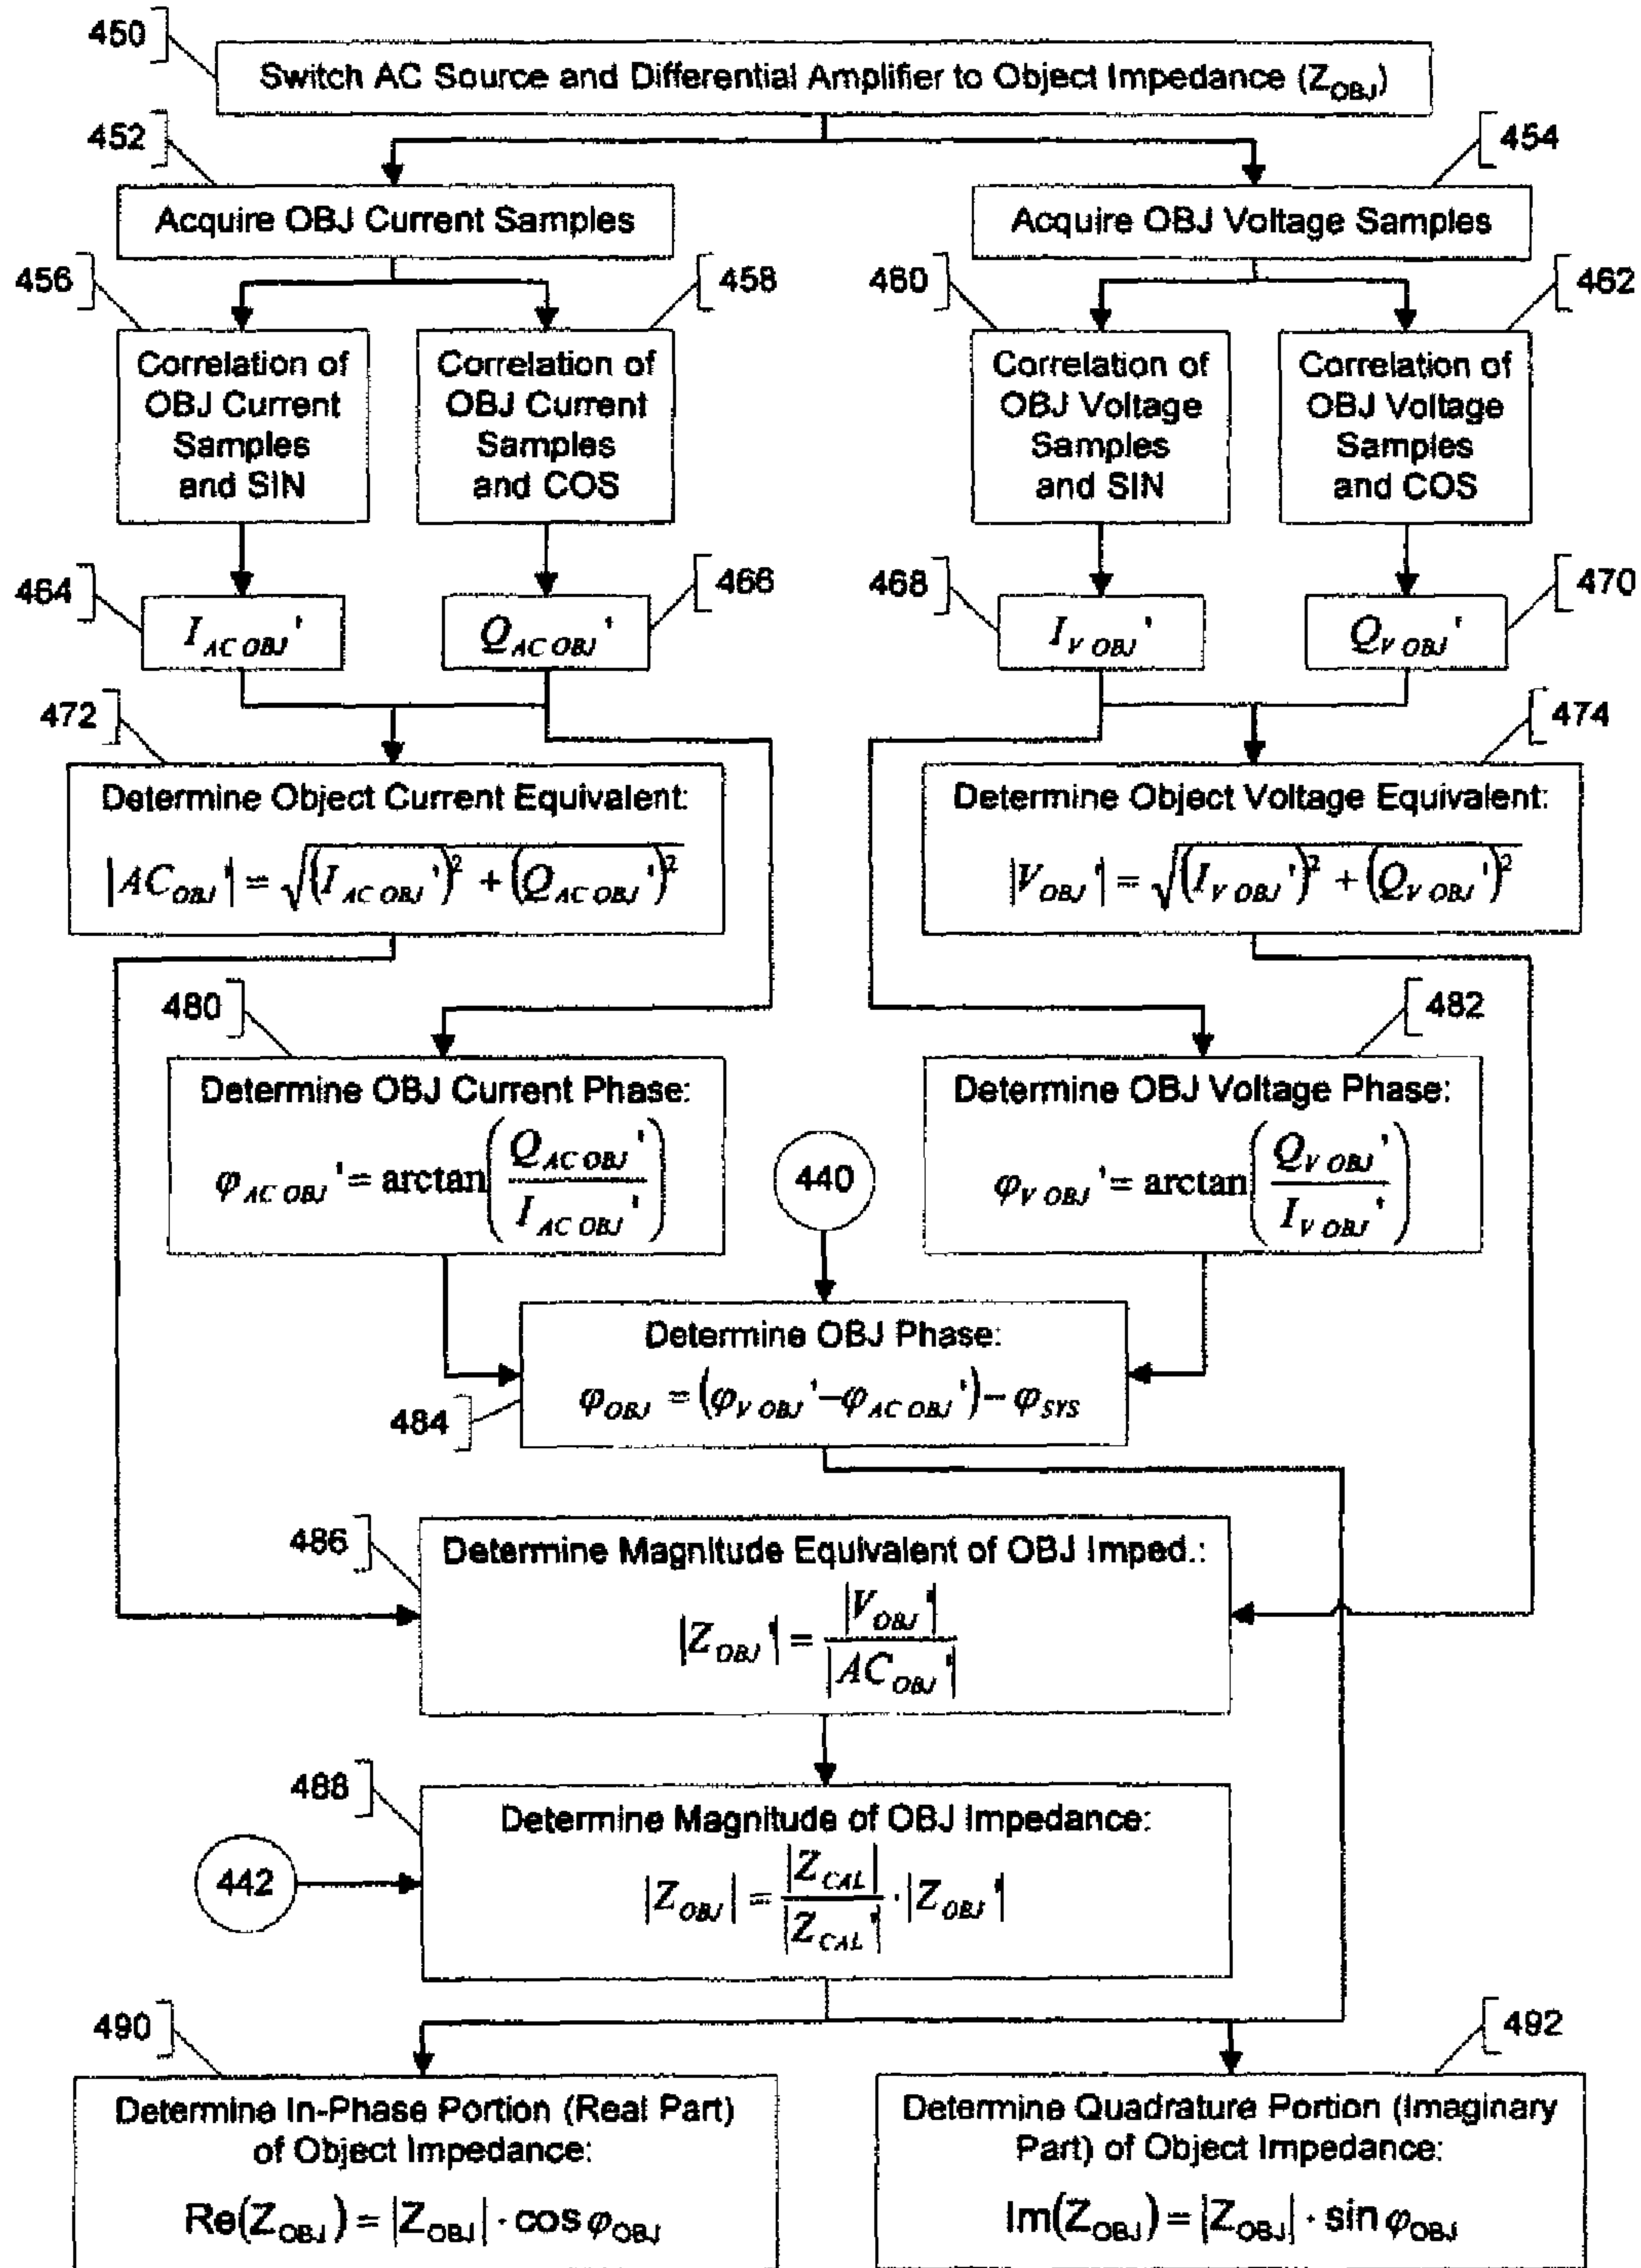 450
Switch AC Source and Differential Amplifier to Object Impedance (Z_OBJ)
452
454
Acquire OBJ Current Samples
Acquire OBJ Voltage Samples
456
458
460
462
Correlation of
OBJ Current
Samples
and SIN
Correlation of
OBJ Current
Samples
and COS
Correlation of
OBJ Voltage
Samples
and SIN
Correlation of
OBJ Voltage
Samples
and COS
464
466
468
470
I_AC OBJ'
Q_AC OBJ'
I_V OBJ'
Q_V OBJ'
472
474
Determine Object Current Equivalent:
|AC_OBJ'| = √((I_AC OBJ')² + (Q_AC OBJ')²)
Determine Object Voltage Equivalent:
|V_OBJ'| = √((I_V OBJ')² + (Q_V OBJ')²)
480
482
Determine OBJ Current Phase:
φ_AC OBJ' = arctan(Q_AC OBJ' / I_AC OBJ')
440
Determine OBJ Voltage Phase:
φ_V OBJ' = arctan(Q_V OBJ' / I_V OBJ')
Determine OBJ Phase:
φ_OBJ = (φ_V OBJ' − φ_AC OBJ') − φ_SYS
484
486
Determine Magnitude Equivalent of OBJ Imped.:
|Z_OBJ'| = |V_OBJ'| / |AC_OBJ'|
488
Determine Magnitude of OBJ Impedance:
442
|Z_OBJ| = |Z_CAL| / |Z_CAL'| · |Z_OBJ'|
490
492
Determine In-Phase Portion (Real Part)
of Object Impedance:
Re(Z_OBJ) = |Z_OBJ| · cos φ_OBJ
Determine Quadrature Portion (Imaginary
Part) of Object Impedance:
Im(Z_OBJ) = |Z_OBJ| · sin φ_OBJ